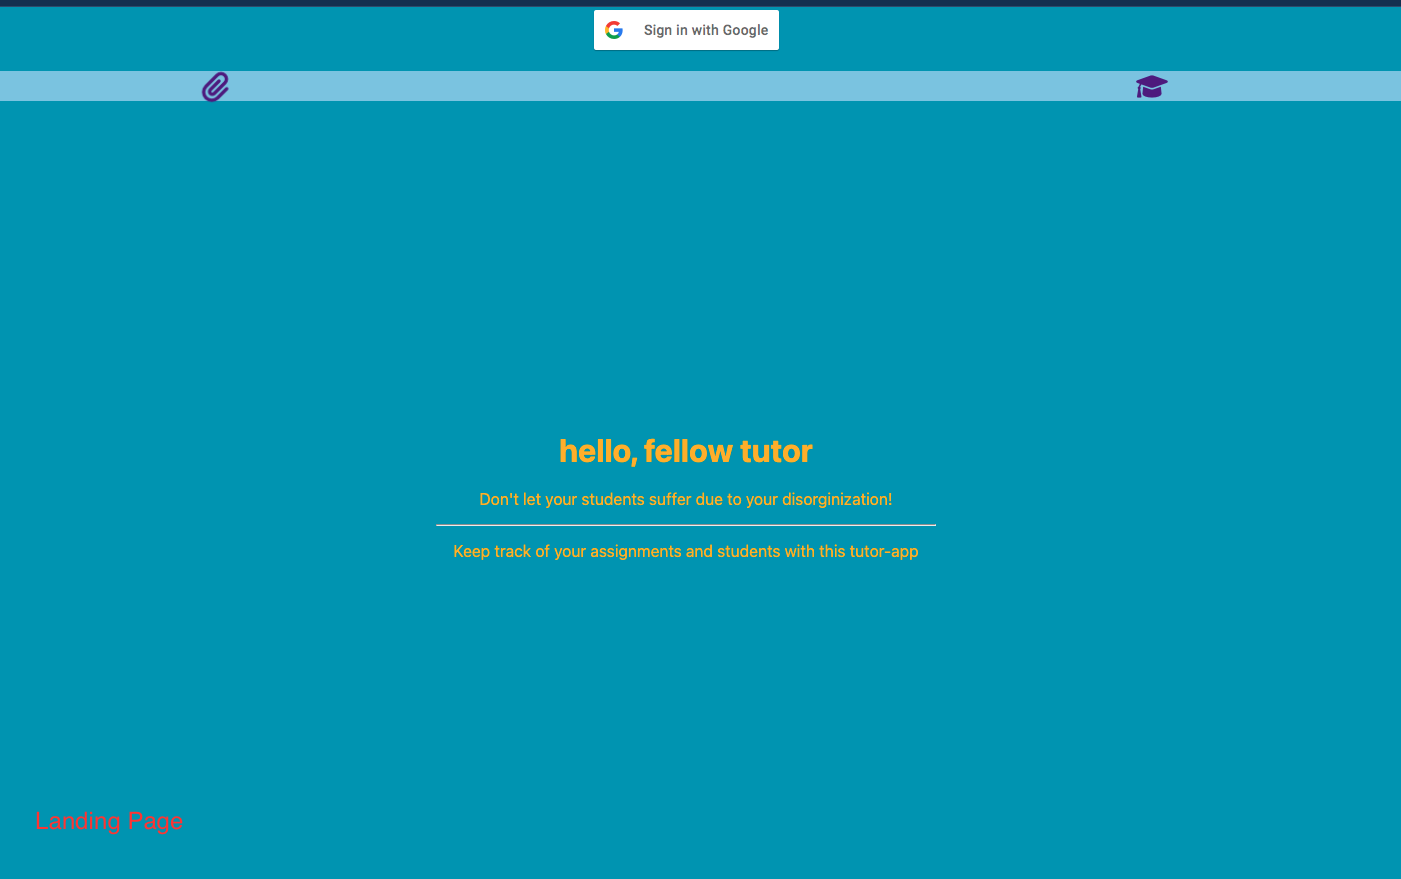 Sign in with Google
hello, fellow tutor
Don't let your students suffer due to your disorginization!
Keep track of your assignments and students with this tutor-app
Landing Page